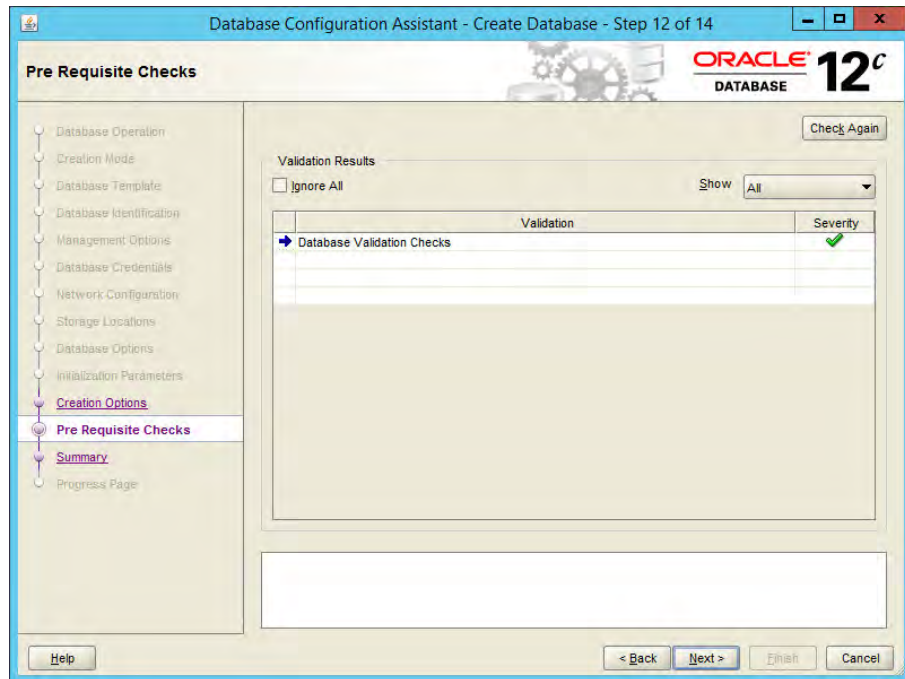 Database Configuration Assistant - Create Database - Step 12 of 14
Pre Requisite Checks
ORACLE
DATABASE
12c
Database Operation
Creation Mode
Database Template
Database Identification
Management Options
Database Credentials
Network Configuration
Storage Locations
Database Options
Initialization Parameters
Creation Options
Pre Requisite Checks
Summary
Progress Page
Check Again
Validation Results
Ignore All
Show All
Validation Severity
Database Validation Checks
Help
< Back
Next >
Finish
Cancel